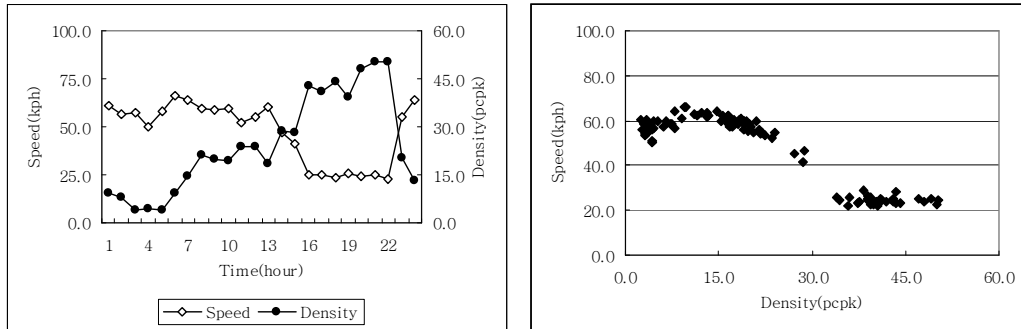 100.0
75.0
50.0
25.0
0.0
Speed(kph)
60.0
45.0
30.0
15.0
0.0
Density(pcpk)
1 4 7 10 13 16 19 22
Time(hour)
Speed Density
100.0
80.0
60.0
40.0
20.0
0.0
Speed(kph)
0.0 15.0 30.0 45.0 60.0
Density(pcpk)